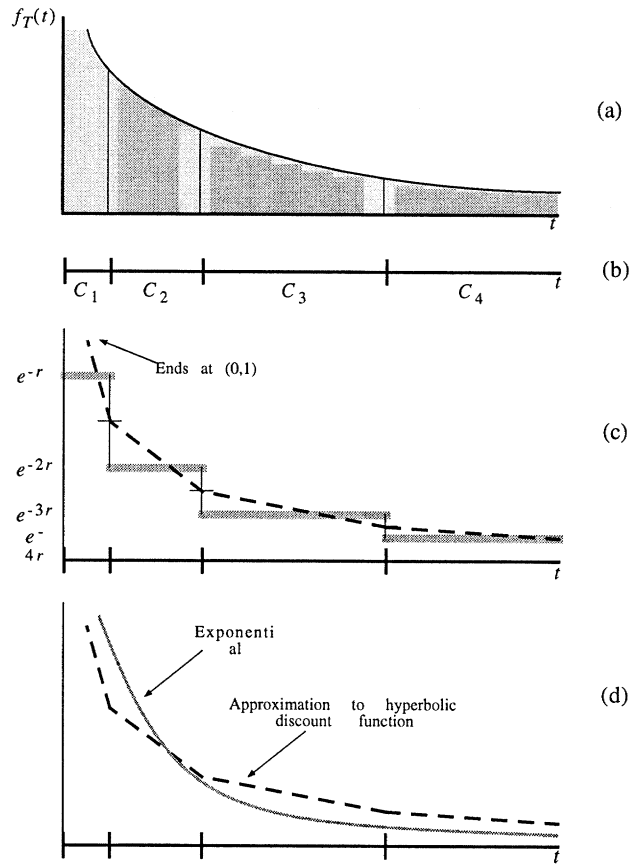 f_T(t)
(a)
t
(b)
C_1 C_2 C_3 C_4 t
Ends at (0,1)
e^-r
(c)
e^-2r
e^-3r
e^-
4r
t
Exponenti
al
(d)
Approximation to hyperbolic
discount function
t